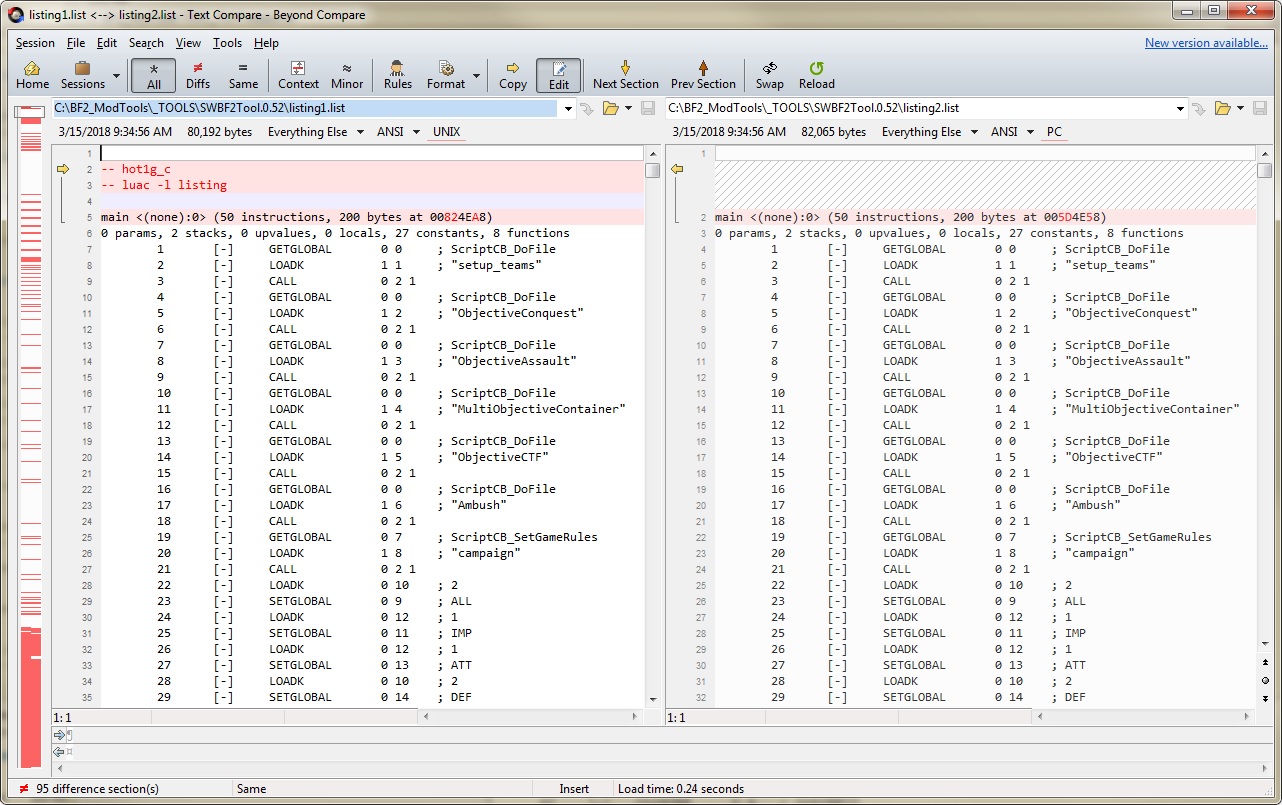 listing1.list <--> listing2.list - Text Compare - Beyond Compare
Session File Edit Search View Tools Help
New version available...
Home Sessions All Diffs Same Context Minor Rules Format Copy Edit Next Section Prev Section Swap Reload
C:\BF2_ModTools\_TOOLS\SWBF2Tool.0.52\listing1.list
3/15/2018 9:34:56 AM 80,192 bytes Everything Else ANSI UNIX
1
2 -- hot1g_c
3 -- luac -l listing
4
5 main <(none):0> (50 instructions, 200 bytes at 00824EA8)
6 0 params, 2 stacks, 0 upvalues, 0 locals, 27 constants, 8 functions
7 1 [-] GETGLOBAL 0 0 ; ScriptCB_DoFile
8 2 [-] LOADK 1 1 ; "setup_teams"
9 3 [-] CALL 0 2 1
10 4 [-] GETGLOBAL 0 0 ; ScriptCB_DoFile
11 5 [-] LOADK 1 2 ; "ObjectiveConquest"
12 6 [-] CALL 0 2 1
13 7 [-] GETGLOBAL 0 0 ; ScriptCB_DoFile
14 8 [-] LOADK 1 3 ; "ObjectiveAssault"
15 9 [-] CALL 0 2 1
16 10 [-] GETGLOBAL 0 0 ; ScriptCB_DoFile
17 11 [-] LOADK 1 4 ; "MultiObjectiveContainer"
18 12 [-] CALL 0 2 1
19 13 [-] GETGLOBAL 0 0 ; ScriptCB_DoFile
20 14 [-] LOADK 1 5 ; "ObjectiveCTF"
21 15 [-] CALL 0 2 1
22 16 [-] GETGLOBAL 0 0 ; ScriptCB_DoFile
23 17 [-] LOADK 1 6 ; "Ambush"
24 18 [-] CALL 0 2 1
25 19 [-] GETGLOBAL 0 7 ; ScriptCB_SetGameRules
26 20 [-] LOADK 1 8 ; "campaign"
27 21 [-] CALL 0 2 1
28 22 [-] LOADK 0 10 ; 2
29 23 [-] SETGLOBAL 0 9 ; ALL
30 24 [-] LOADK 0 12 ; 1
31 25 [-] SETGLOBAL 0 11 ; IMP
32 26 [-] LOADK 0 12 ; 1
33 27 [-] SETGLOBAL 0 13 ; ATT
34 28 [-] LOADK 0 10 ; 2
35 29 [-] SETGLOBAL 0 14 ; DEF
1:1
C:\BF2_ModTools\_TOOLS\SWBF2Tool.0.52\listing2.list
3/15/2018 9:34:56 AM 82,065 bytes Everything Else ANSI PC
1
2 main <(none):0> (50 instructions, 200 bytes at 005D4E58)
3 0 params, 2 stacks, 0 upvalues, 0 locals, 27 constants, 8 functions
4 1 [-] GETGLOBAL 0 0 ; ScriptCB_DoFile
5 2 [-] LOADK 1 1 ; "setup_teams"
6 3 [-] CALL 0 2 1
7 4 [-] GETGLOBAL 0 0 ; ScriptCB_DoFile
8 5 [-] LOADK 1 2 ; "ObjectiveConquest"
9 6 [-] CALL 0 2 1
10 7 [-] GETGLOBAL 0 0 ; ScriptCB_DoFile
11 8 [-] LOADK 1 3 ; "ObjectiveAssault"
12 9 [-] CALL 0 2 1
13 10 [-] GETGLOBAL 0 0 ; ScriptCB_DoFile
14 11 [-] LOADK 1 4 ; "MultiObjectiveContainer"
15 12 [-] CALL 0 2 1
16 13 [-] GETGLOBAL 0 0 ; ScriptCB_DoFile
17 14 [-] LOADK 1 5 ; "ObjectiveCTF"
18 15 [-] CALL 0 2 1
19 16 [-] GETGLOBAL 0 0 ; ScriptCB_DoFile
20 17 [-] LOADK 1 6 ; "Ambush"
21 18 [-] CALL 0 2 1
22 19 [-] GETGLOBAL 0 7 ; ScriptCB_SetGameRules
23 20 [-] LOADK 1 8 ; "campaign"
24 21 [-] CALL 0 2 1
25 22 [-] LOADK 0 10 ; 2
26 23 [-] SETGLOBAL 0 9 ; ALL
27 24 [-] LOADK 0 12 ; 1
28 25 [-] SETGLOBAL 0 11 ; IMP
29 26 [-] LOADK 0 12 ; 1
30 27 [-] SETGLOBAL 0 13 ; ATT
31 28 [-] LOADK 0 10 ; 2
32 29 [-] SETGLOBAL 0 14 ; DEF
1:1
95 difference section(s) Same Insert Load time: 0.24 seconds